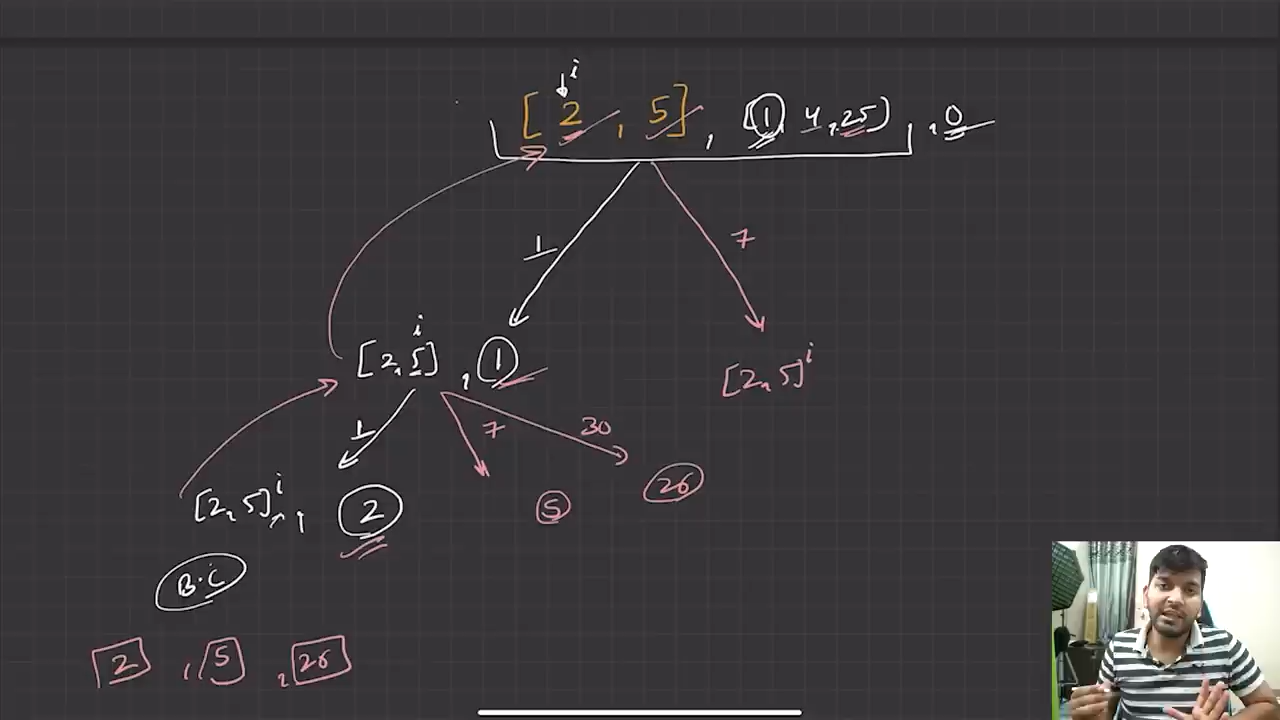 i
[ 2 , 5 ] , [ 1, 4, 25 ] , 0
1
7
i
[ 2, 5 ] , 1
[ 2, 5 ] i
1
7
30
[ 2, 5 ] i , 2
5
26
B.C
2 , 5 , 26